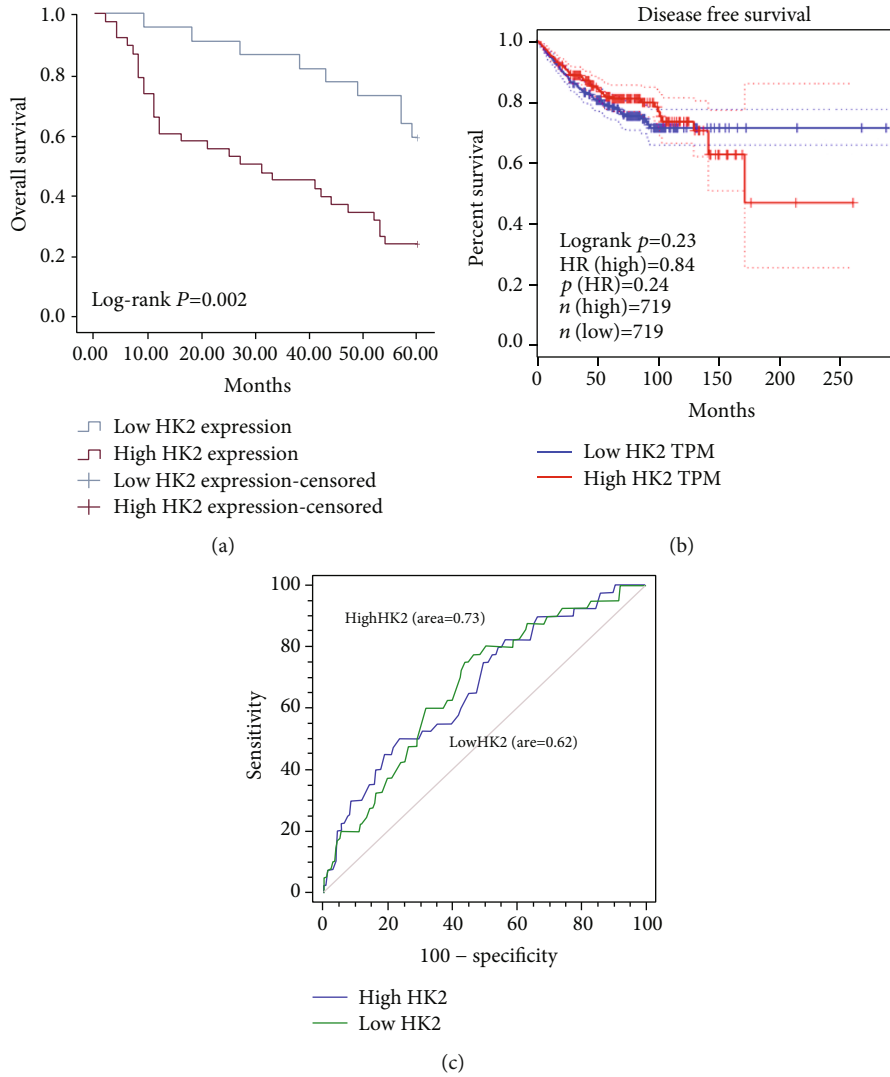 Overall survival
1.0
0.8
0.6
0.4
0.2
0.0
Log-rank P=0.002
0.00 10.00 20.00 30.00 40.00 50.00 60.00
Months
Low HK2 expression
High HK2 expression
Low HK2 expression-censored
High HK2 expression-censored
(a)
Disease free survival
Percent survival
1.0
0.8
0.6
0.4
0.2
0.0
Logrank p=0.23
HR (high)=0.84
p (HR)=0.24
n (high)=719
n (low)=719
0 50 100 150 200 250
Months
Low HK2 TPM
High HK2 TPM
(b)
Sensitivity
100
80
60
40
20
0
HighHK2 (area=0.73)
LowHK2 (are=0.62)
0 20 40 60 80 100
100 − specificity
High HK2
Low HK2
(c)